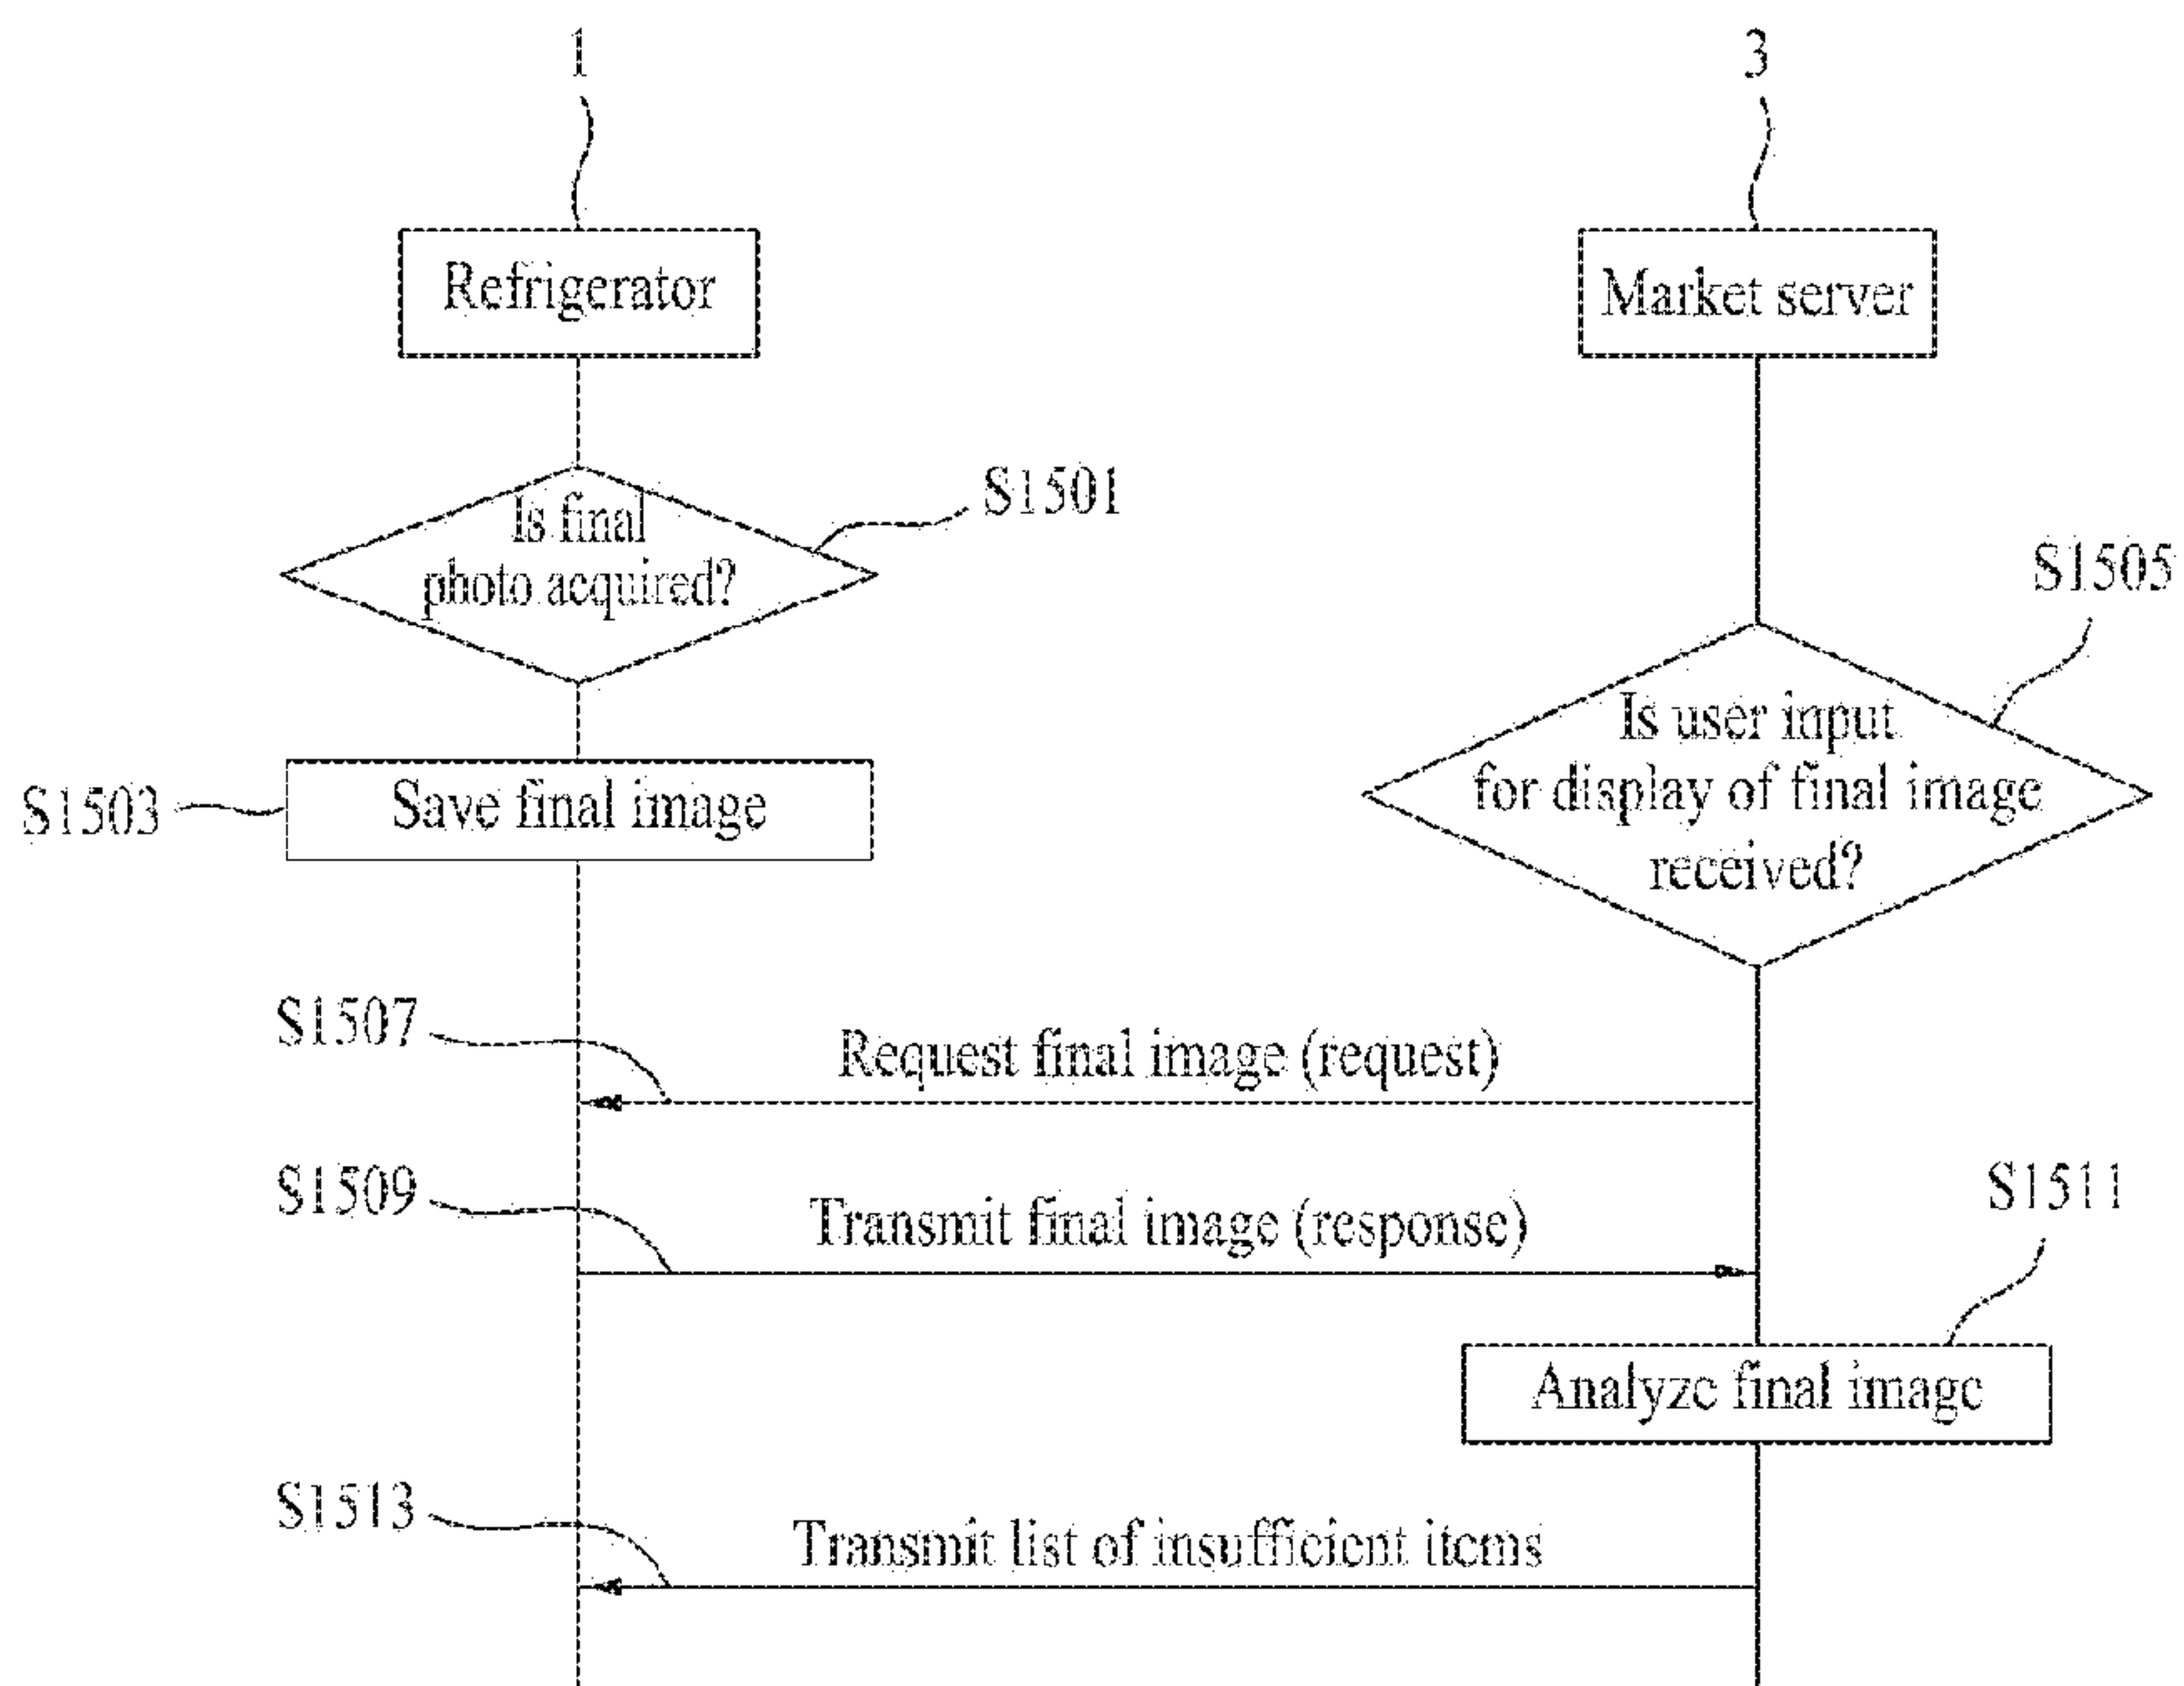 1
3
Refrigerator
Market server
S1501
Is final
photo acquired?
S1505
Is user input
for display of final image
received?
S1503
Save final image
S1507
Request final image (request)
S1509
Transmit final image (response)
S1511
Analyze final image
S1513
Transmit list of insufficient items